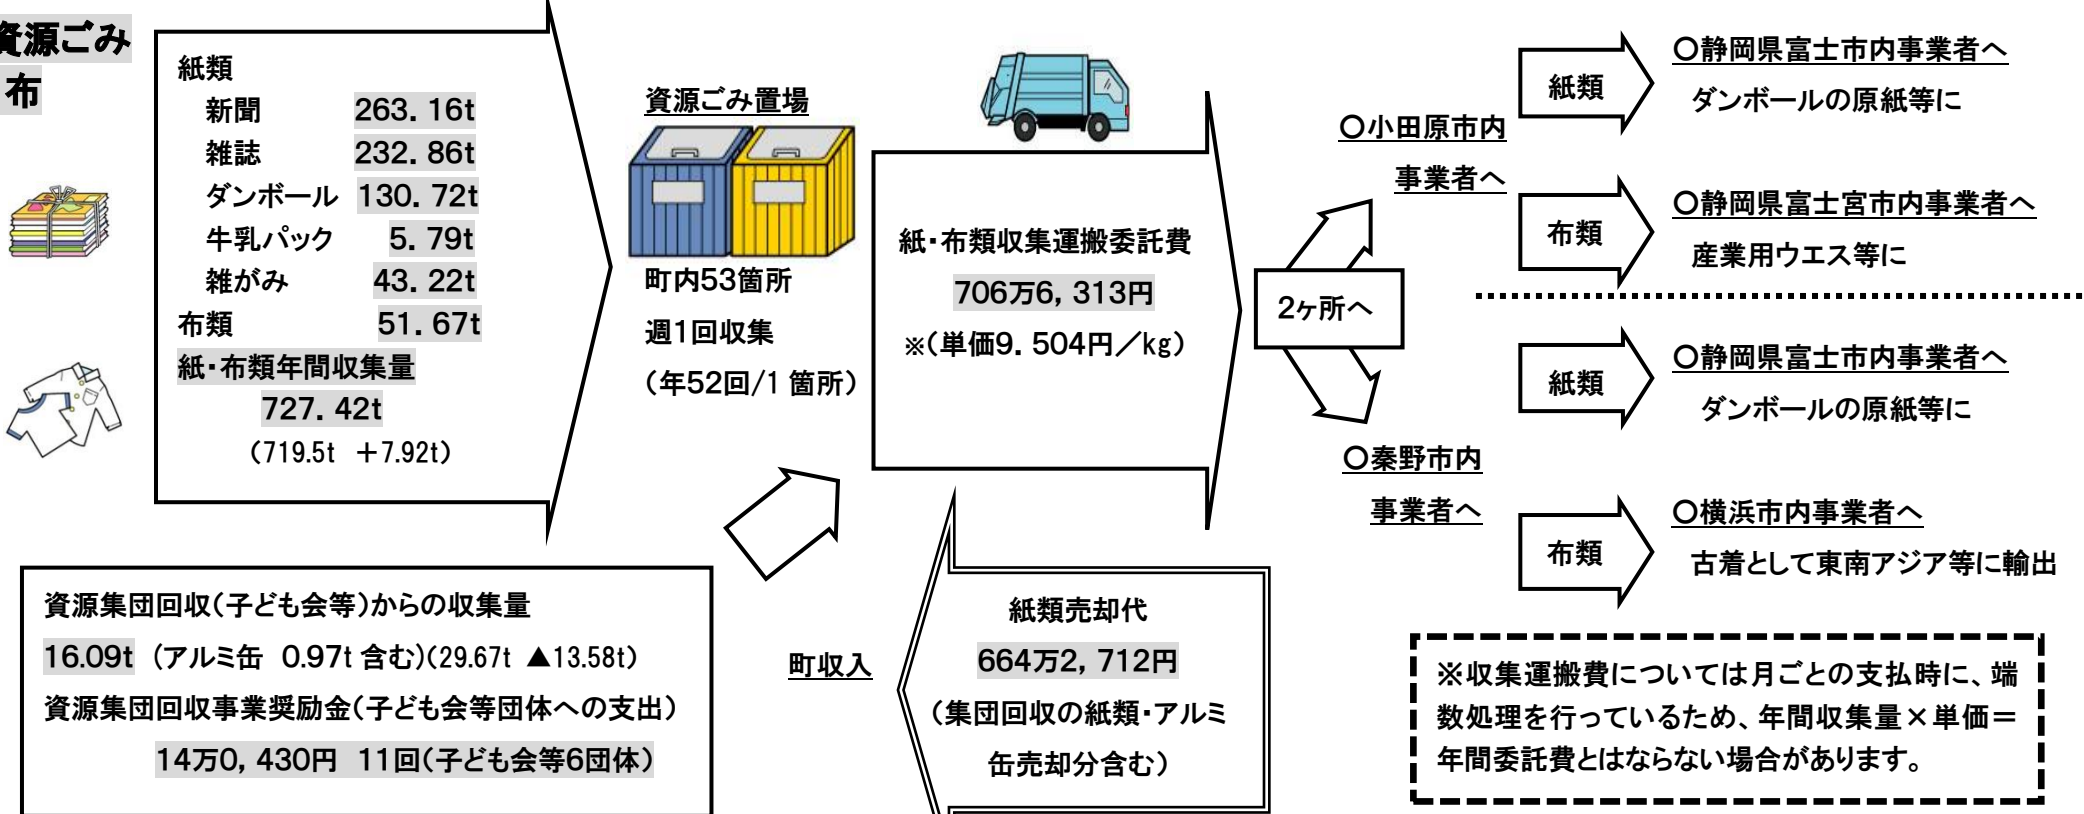 資源ごみ
布
紙類
新聞 263．16t
雑誌 232．86t
ダンボール 130．72t
牛乳パック 5．79t
雑がみ 43．22t
布類 51．67t
紙・布類年間収集量
727．42t
（719.5t ＋7.92t）
資源ごみ置場
町内53箇所
週1回収集
（年52回/1 箇所）
紙・布類収集運搬委託費
706万6，313円
※（単価9．504円／kg）
2ヶ所へ
〇小田原市内
事業者へ
紙類
〇静岡県富士市内事業者へ
ダンボールの原紙等に
布類
〇静岡県富士宮市内事業者へ
産業用ウエス等に
〇秦野市内
事業者へ
紙類
〇静岡県富士市内事業者へ
ダンボールの原紙等に
布類
〇横浜市内事業者へ
古着として東南アジア等に輸出
資源集団回収（子ども会等）からの収集量
16.09t （アルミ缶 0.97t 含む）（29.67t ▲13.58t）
資源集団回収事業奨励金（子ども会等団体への支出）
14万0，430円 11回（子ども会等6団体）
町収入
紙類売却代
664万2，712円
（集団回収の紙類・アルミ
缶売却分含む）
※収集運搬費については月ごとの支払時に、端
数処理を行っているため、年間収集量×単価＝
年間委託費とはならない場合があります。